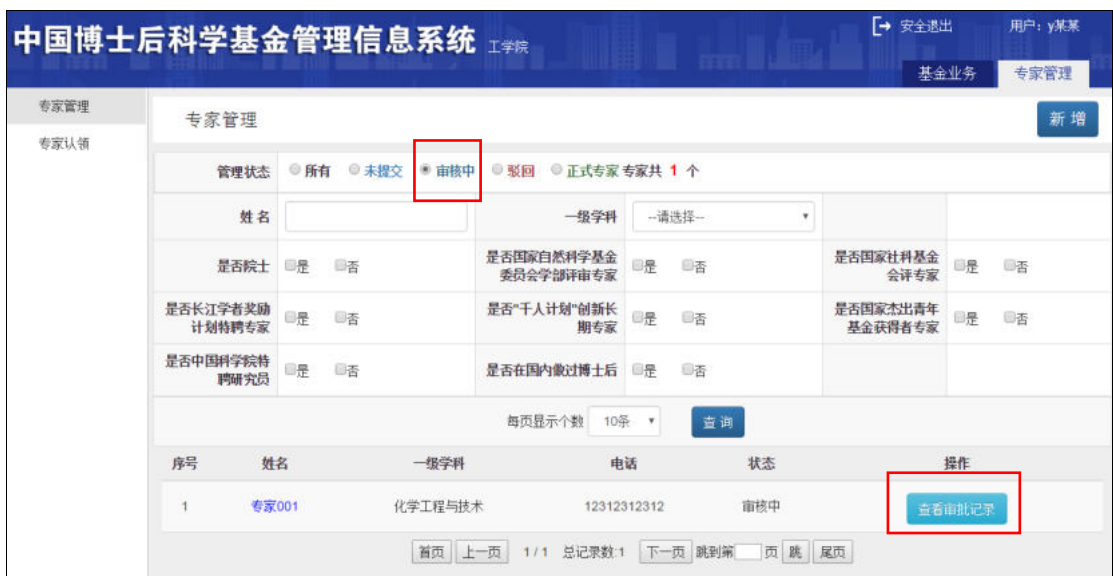 中国博士后科学基金管理信息系统 工学院 安全退出 用户：y某某
基金业务 专家管理
专家管理
专家认领
专家管理 新 增
管理状态 所有 未提交 审核中 驳回 正式专家 专家共 1 个
姓 名 一级学科 --请选择--
是否院士 是 否 是否国家自然科学基金委员会学部评审专家 是 否 是否国家社科基金会评专家 是 否
是否长江学者奖励计划特聘专家 是 否 是否"千人计划"创新长期专家 是 否 是否国家杰出青年基金获得者专家 是 否
是否中国科学院特聘研究员 是 否 是否在国内做过博士后 是 否
每页显示个数 10条 查 询
序号 姓名 一级学科 电话 状态 操作
1 专家001 化学工程与技术 12312312312 审核中 查看审批记录
首页 上一页 1 / 1 总记录数:1 下一页 跳到第 页 跳 尾页